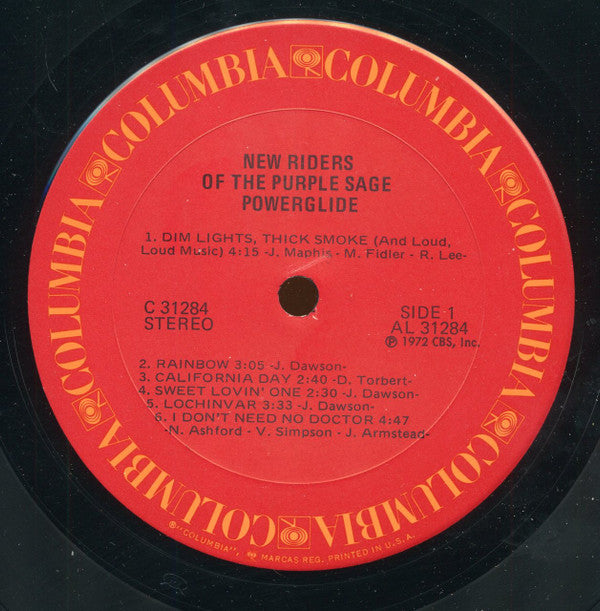 COLUMBIA COLUMBIA COLUMBIA COLUMBIA COLUMBIA COLUMBIA
NEW RIDERS
OF THE PURPLE SAGE
POWERGLIDE
1. DIM LIGHTS, THICK SMOKE (And Loud,
Loud Music) 4:15 -J. Maphis - M. Fidler - R. Lee-
C 31284
STEREO
SIDE 1
AL 31284
℗ 1972 CBS, Inc.
2. RAINBOW 3:05 -J. Dawson-
3. CALIFORNIA DAY 2:40 -D. Torbert-
4. SWEET LOVIN' ONE 2:30 -J. Dawson-
5. LOCHINVAR 3:33 -J. Dawson-
6. I DON'T NEED NO DOCTOR 4:47
-N. Ashford - V. Simpson - J. Armstead-
®-"COLUMBIA", MARCAS REG. PRINTED IN U.S.A.